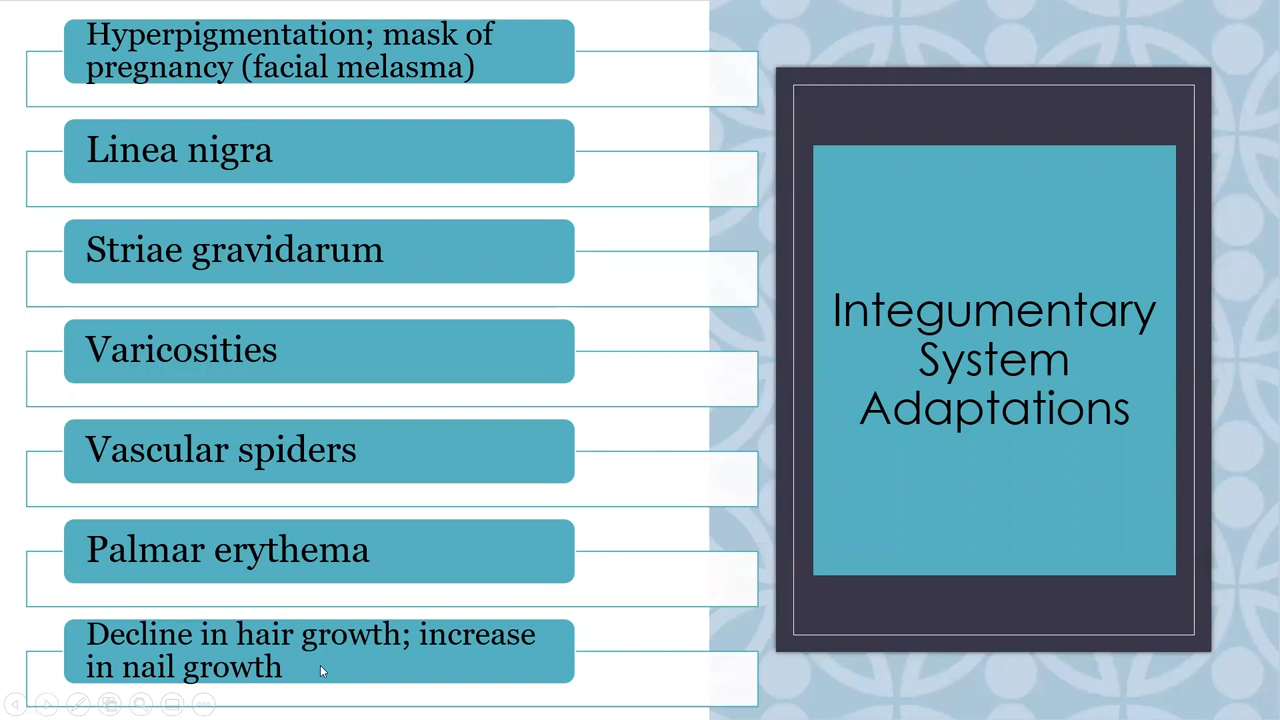 Hyperpigmentation; mask of
pregnancy (facial melasma)
Linea nigra
Striae gravidarum
Varicosities
Vascular spiders
Palmar erythema
Decline in hair growth; increase
in nail growth
Integumentary
System
Adaptations